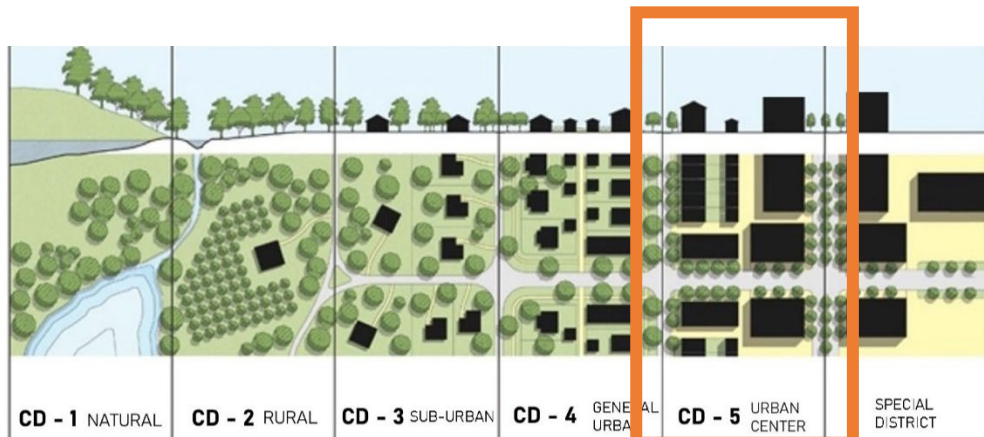 CD - 1 NATURAL
CD - 2 RURAL
CD - 3 SUB-URBAN
CD - 4 GENERAL
URBAN
CD - 5 URBAN
CENTER
SPECIAL
DISTRICT